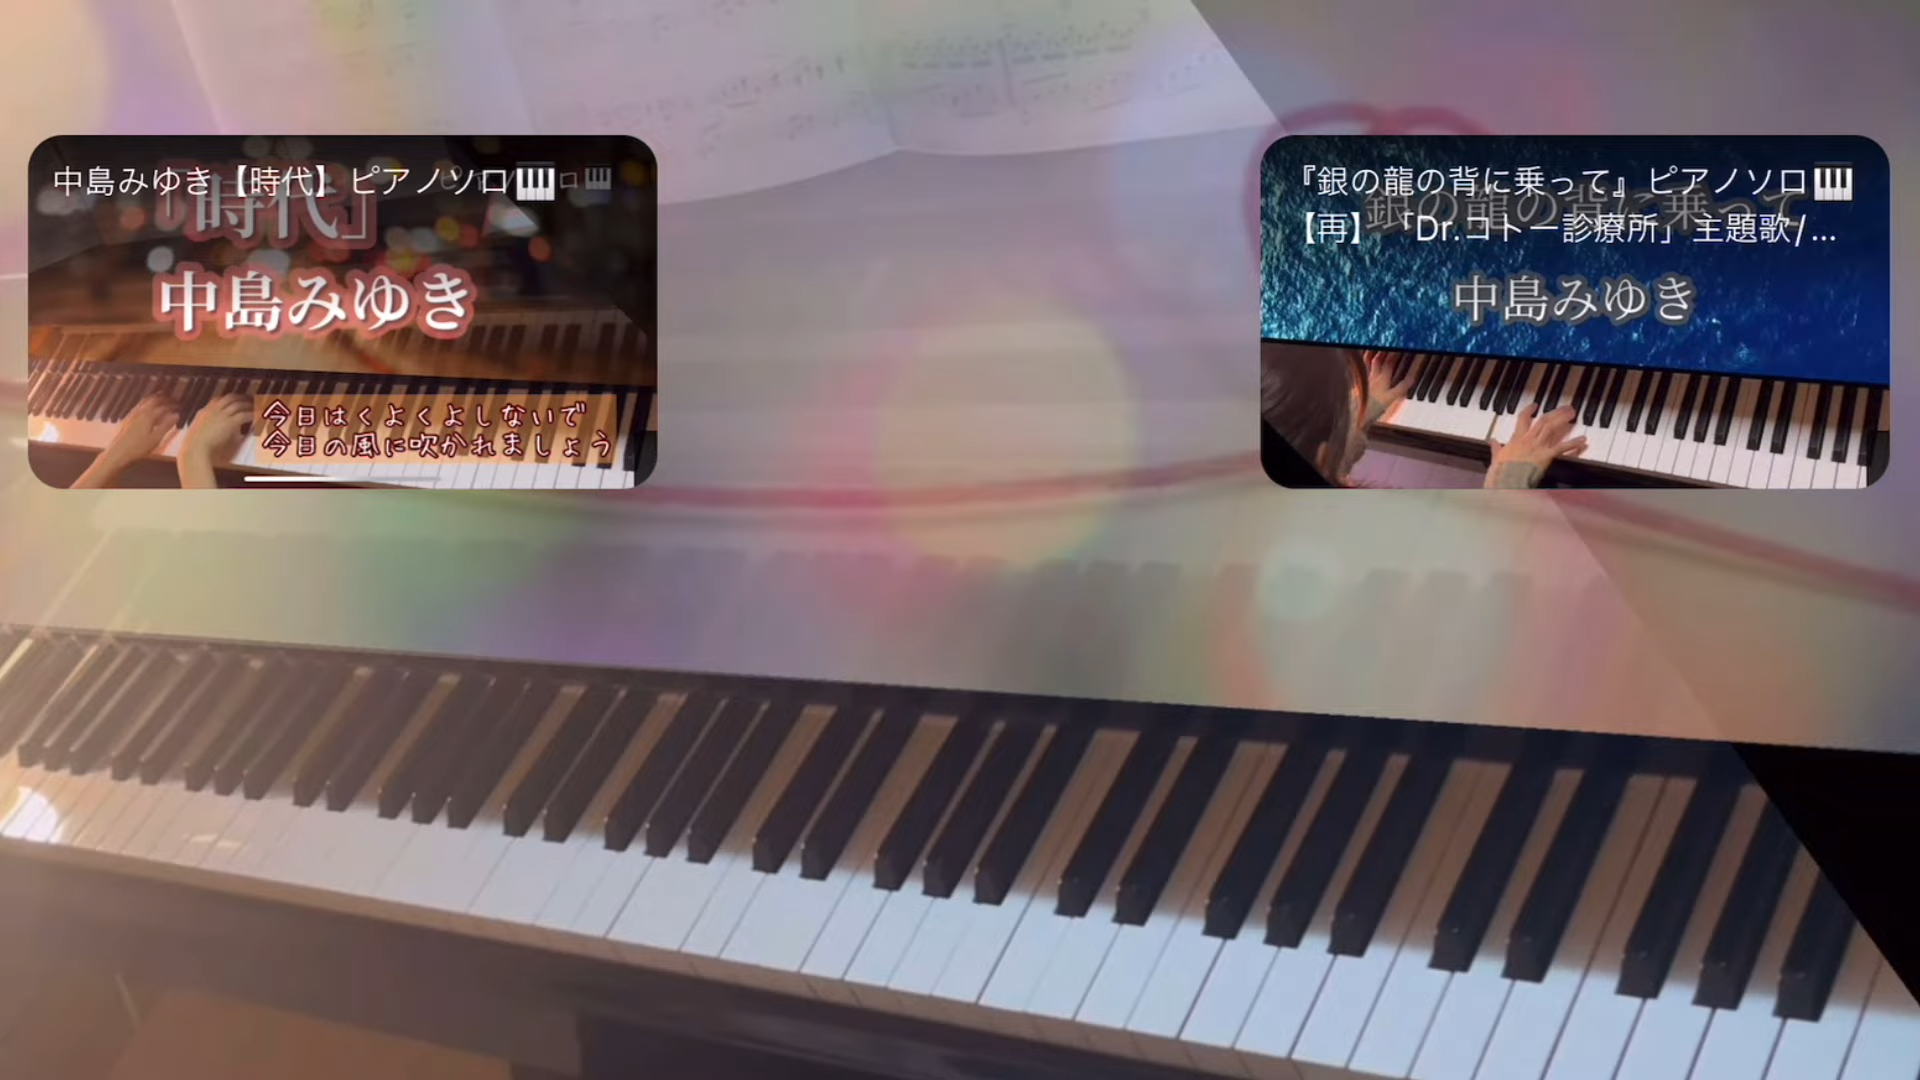 中島みゆき【時代】ピアノソロ🎹
「時代」
中島みゆき
今日はくよくよしないで
今日の風に吹かれましょう
『銀の龍の背に乗って』ピアノソロ🎹
【再】「Dr.コトー診療所」主題歌/...
銀の龍の背に乗って
中島みゆき